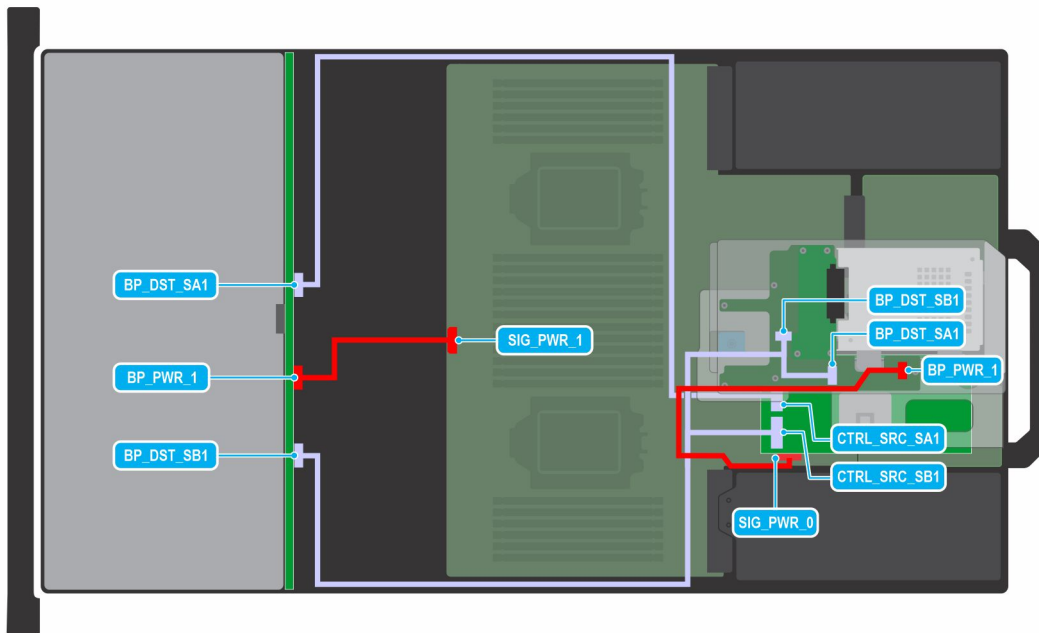 BP_DST_SA1
BP_PWR_1
BP_DST_SB1
SIG_PWR_1
BP_DST_SB1
BP_DST_SA1
BP_PWR_1
CTRL_SRC_SA1
CTRL_SRC_SB1
SIG_PWR_0